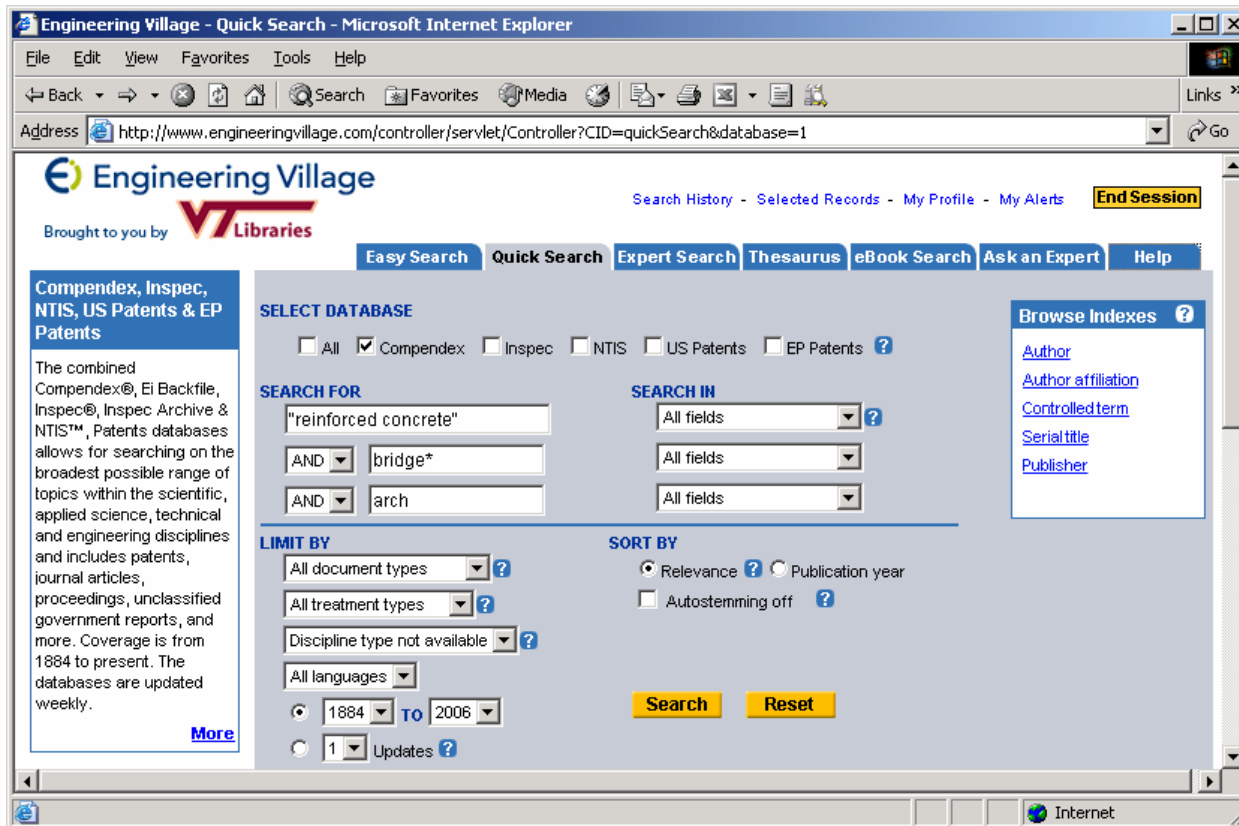 Engineering Village - Quick Search - Microsoft Internet Explorer
File Edit View Favorites Tools Help
Back Search Favorites Media Links »
Address http://www.engineeringvillage.com/controller/servlet/Controller?CID=quickSearch&database=1 Go
Engineering Village
Brought to you by VT Libraries
Search History - Selected Records - My Profile - My Alerts End Session
Easy Search Quick Search Expert Search Thesaurus eBook Search Ask an Expert Help
Compendex, Inspec,
NTIS, US Patents & EP
Patents
The combined
Compendex®, Ei Backfile,
Inspec®, Inspec Archive &
NTIS™, Patents databases
allows for searching on the
broadest possible range of
topics within the scientific,
applied science, technical
and engineering disciplines
and includes patents,
journal articles,
proceedings, unclassified
government reports, and
more. Coverage is from
1884 to present. The
databases are updated
weekly.
More
SELECT DATABASE
All Compendex Inspec NTIS US Patents EP Patents ?
SEARCH FOR SEARCH IN
"reinforced concrete" All fields ?
AND bridge* All fields
AND arch All fields
LIMIT BY SORT BY
All document types ? Relevance ? Publication year
All treatment types ? Autostemming off ?
Discipline type not available ?
All languages
1884 TO 2006 Search Reset
1 Updates ?
Browse Indexes ?
Author
Author affiliation
Controlled term
Serial title
Publisher
Internet